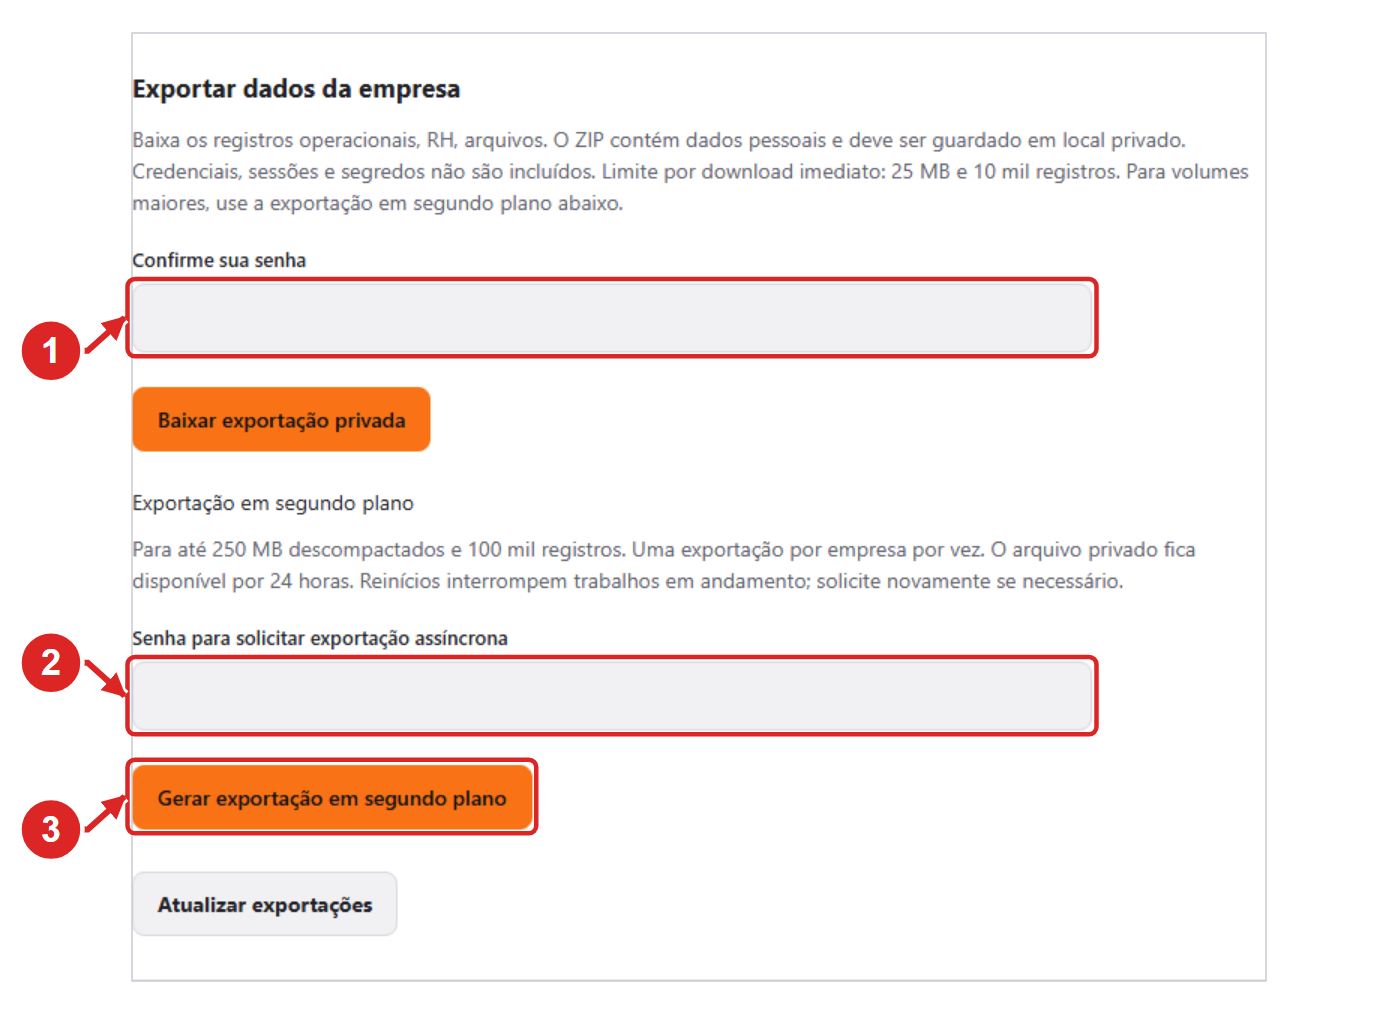 Exportar dados da empresa
Baixa os registros operacionais, RH, arquivos. O ZIP contém dados pessoais e deve ser guardado em local privado.
Credenciais, sessões e segredos não são incluídos. Limite por download imediato: 25 MB e 10 mil registros. Para volumes
maiores, use a exportação em segundo plano abaixo.
Confirme sua senha
1
Baixar exportação privada
Exportação em segundo plano
Para até 250 MB descompactados e 100 mil registros. Uma exportação por empresa por vez. O arquivo privado fica
disponível por 24 horas. Reinícios interrompem trabalhos em andamento; solicite novamente se necessário.
Senha para solicitar exportação assíncrona
2
Gerar exportação em segundo plano
3
Atualizar exportações